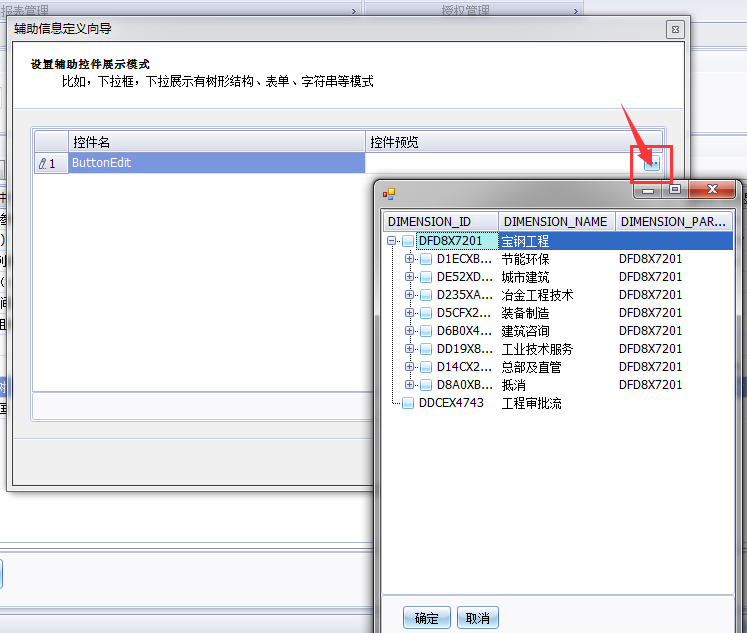 报表管理
授权管理
辅助信息定义向导
设置辅助控件展示模式
比如，下拉框，下拉展示有树形结构、表单、字符串等模式
控件名 控件预览
1 ButtonEdit
DIMENSION_ID DIMENSION_NAME DIMENSION_PAR...
DFD8X7201 宝钢工程
D1ECXB... 节能环保 DFD8X7201
DE52XD... 城市建筑 DFD8X7201
D235XA... 冶金工程技术 DFD8X7201
D5CFX2... 装备制造 DFD8X7201
D6B0X4... 建筑咨询 DFD8X7201
DD19X8... 工业技术服务 DFD8X7201
D14CX2... 总部及直管 DFD8X7201
D8A0XB... 抵消 DFD8X7201
DDCEX4743 工程审批流
确定 取消